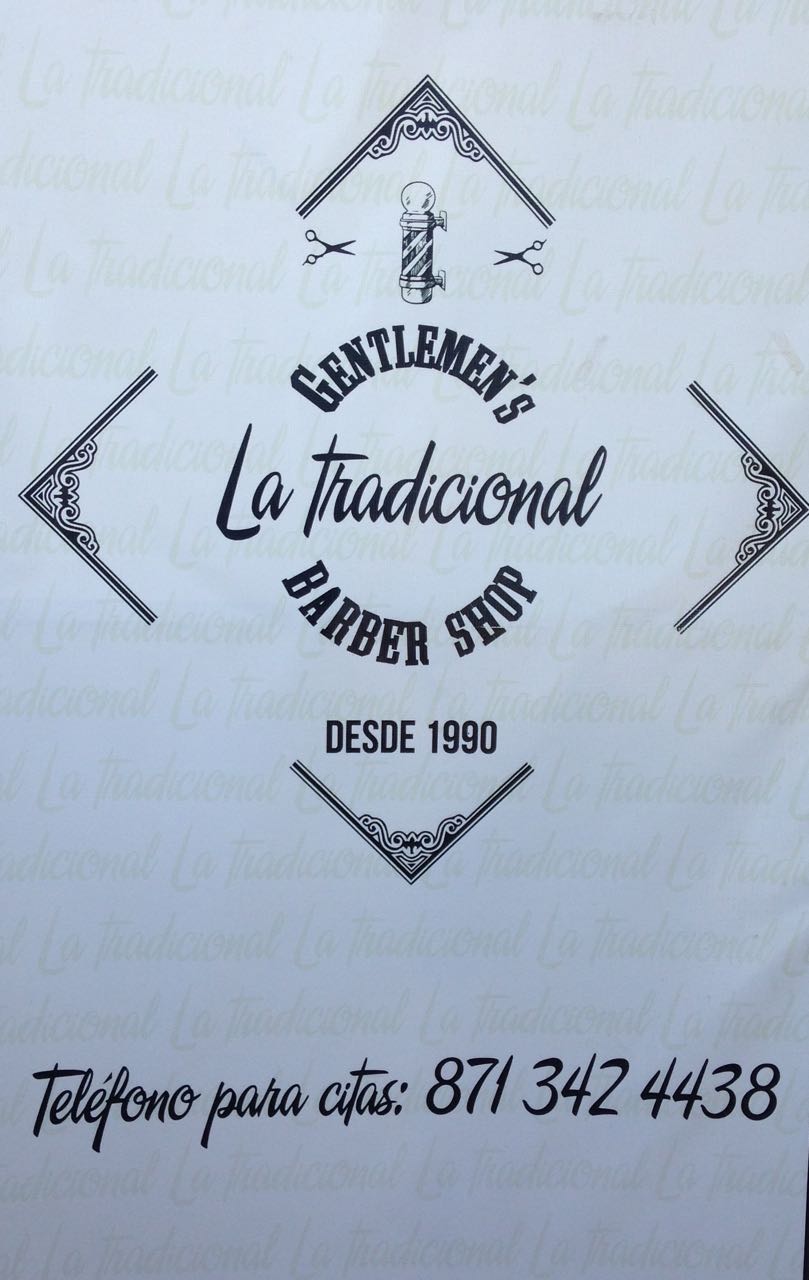 GENTLEMEN'S
La Tradicional
BARBER SHOP
DESDE 1990
Teléfono para citas: 871 342 4438